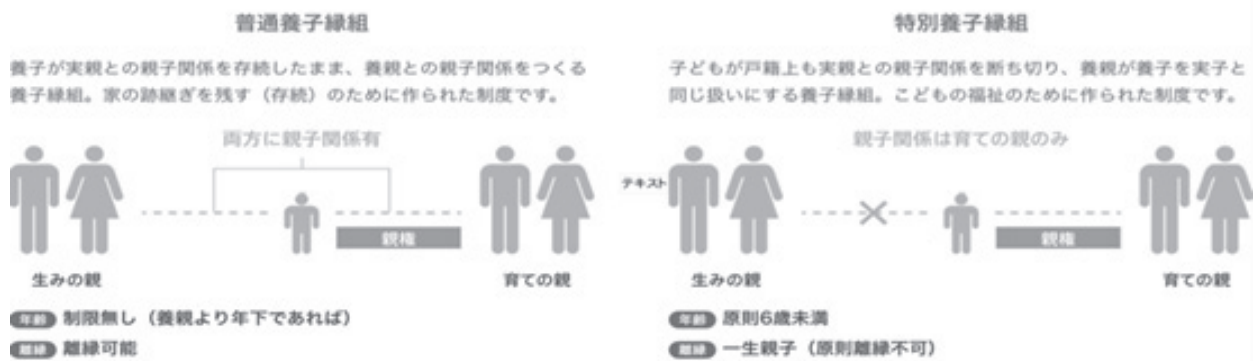 普通養子縁組
養子が実親との親子関係を存続したまま、養親との親子関係をつくる
養子縁組。家の跡継ぎを残す（存続）のために作られた制度です。
両方に親子関係有
親権
生みの親
育ての親
年齢 制限無し（養親より年下であれば）
離縁 離縁可能
特別養子縁組
子どもが戸籍上も実親との親子関係を断ち切り、養親が養子を実子と
同じ扱いにする養子縁組。こどもの福祉のために作られた制度です。
親子関係は育ての親のみ
テキスト
親権
生みの親
育ての親
年齢 原則6歳未満
離縁 一生親子（原則離縁不可）